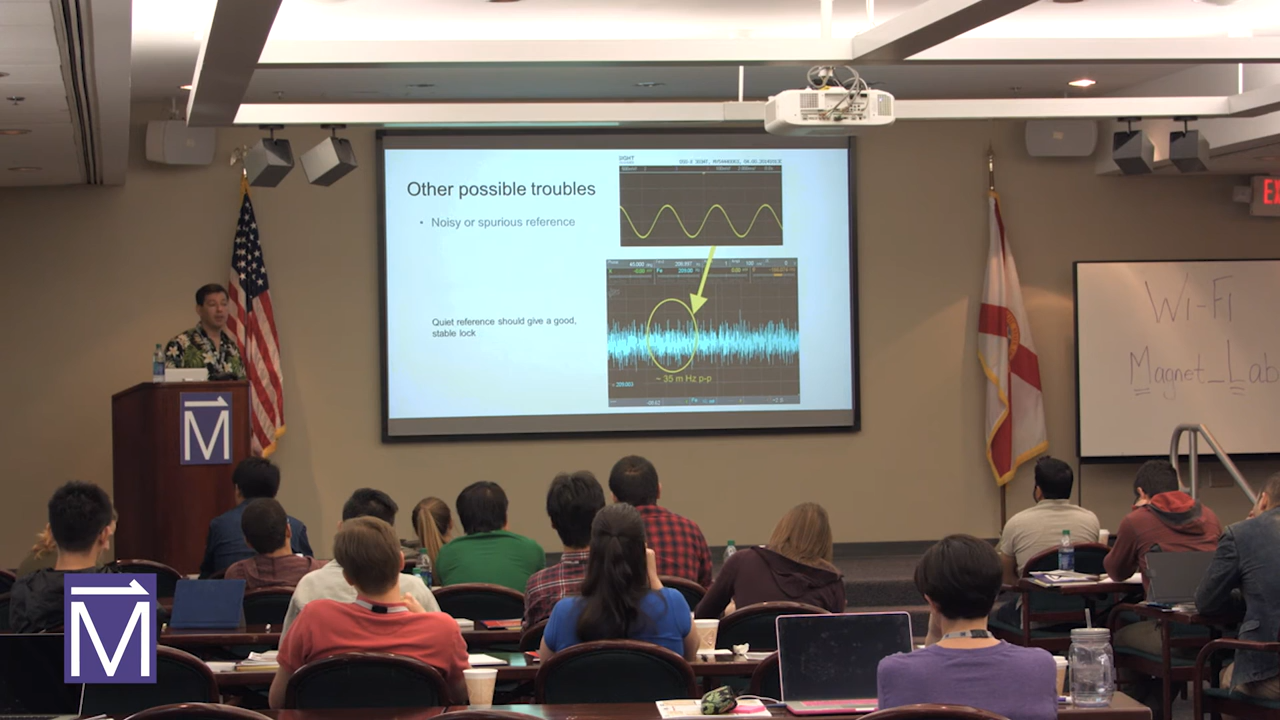 Other possible troubles
• Noisy or spurious reference
Quiet reference should give a good,
stable lock
~ 35 m Hz p-p
Wi-Fi
Magnet_Lab
EX
M
M